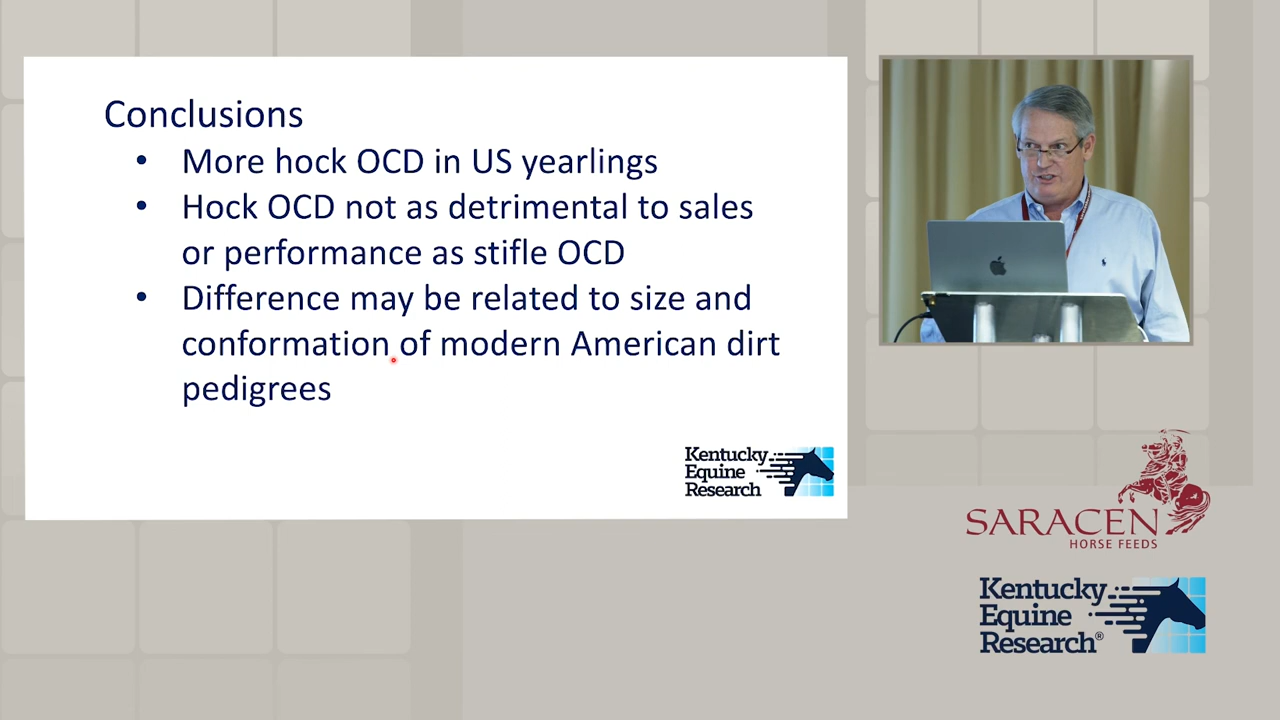 Conclusions
• More hock OCD in US yearlings
• Hock OCD not as detrimental to sales
or performance as stifle OCD
• Difference may be related to size and
conformation of modern American dirt
pedigrees
Kentucky
Equine
Research
SARACEN
HORSE FEEDS
Kentucky
Equine
Research®